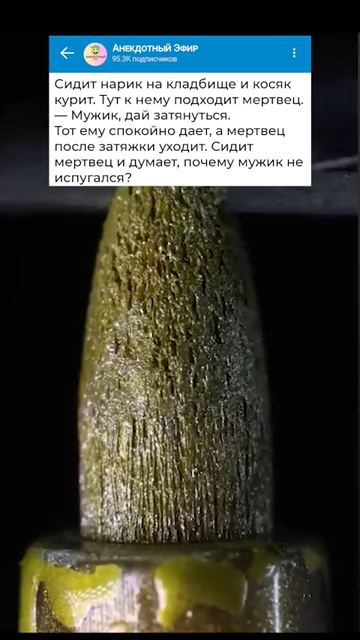 Анекдотный Эфир
95.3K подписчиков
Сидит нарик на кладбище и косяк
курит. Тут к нему подходит мертвец.
— Мужик, дай затянуться.
Тот ему спокойно дает, а мертвец
после затяжки уходит. Сидит
мертвец и думает, почему мужик не
испугался?